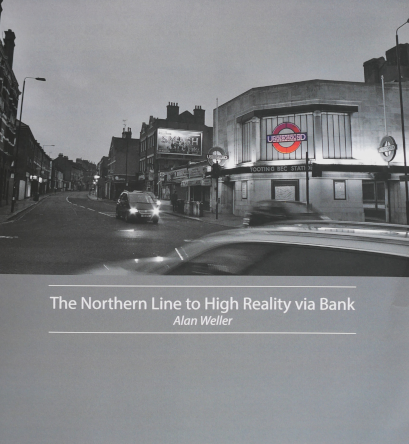 UNDERGROUND
TOOTING BEC STATION
The Northern Line to High Reality via Bank
Alan Weller